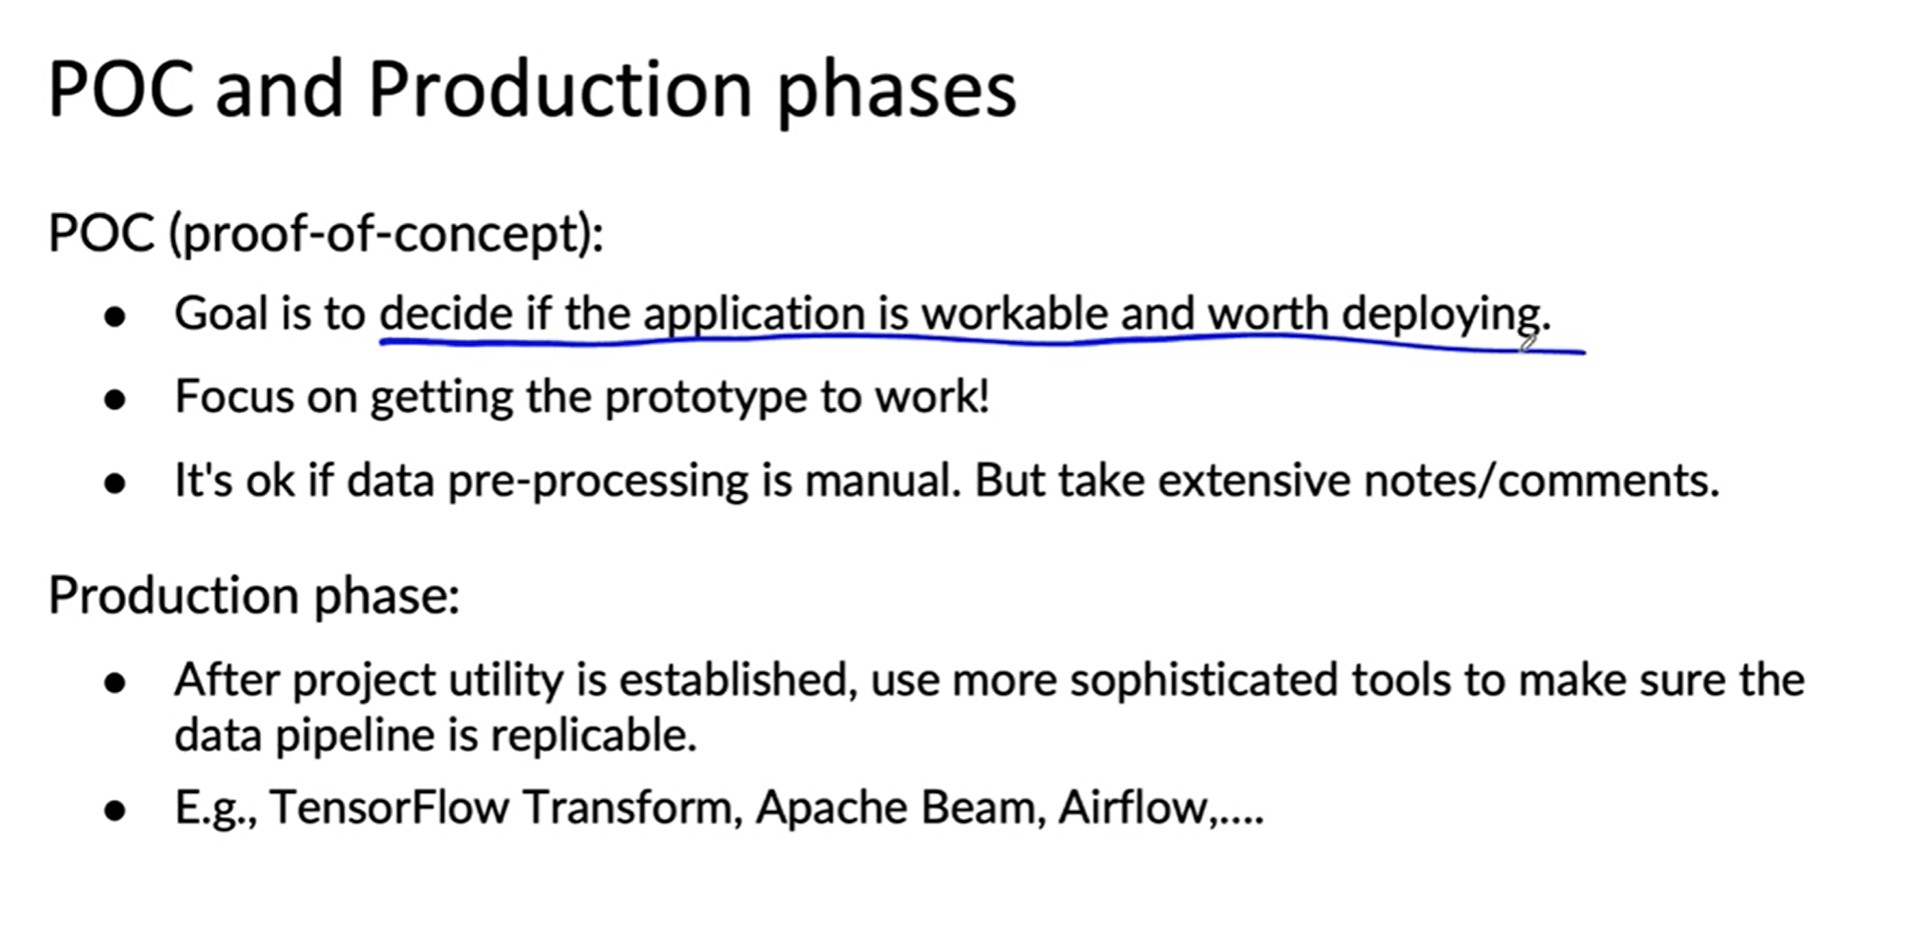 POC and Production phases
POC (proof-of-concept):
● Goal is to decide if the application is workable and worth deploying.
● Focus on getting the prototype to work!
● It's ok if data pre-processing is manual. But take extensive notes/comments.
Production phase:
● After project utility is established, use more sophisticated tools to make sure the
data pipeline is replicable.
● E.g., TensorFlow Transform, Apache Beam, Airflow,....